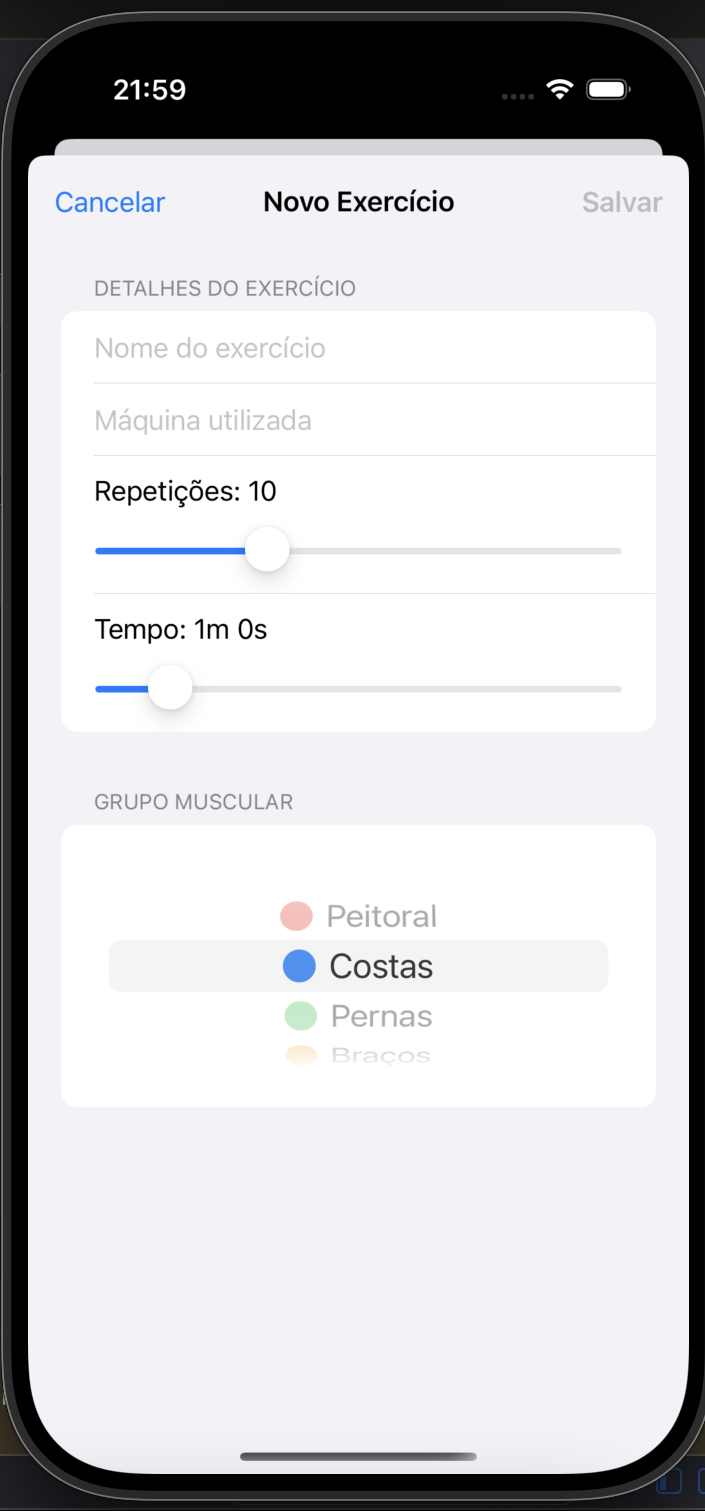 21:59
Cancelar
Novo Exercício
Salvar
DETALHES DO EXERCÍCIO
Nome do exercício
Máquina utilizada
Repetições: 10
Tempo: 1m 0s
GRUPO MUSCULAR
Peitoral
Costas
Pernas
Braços